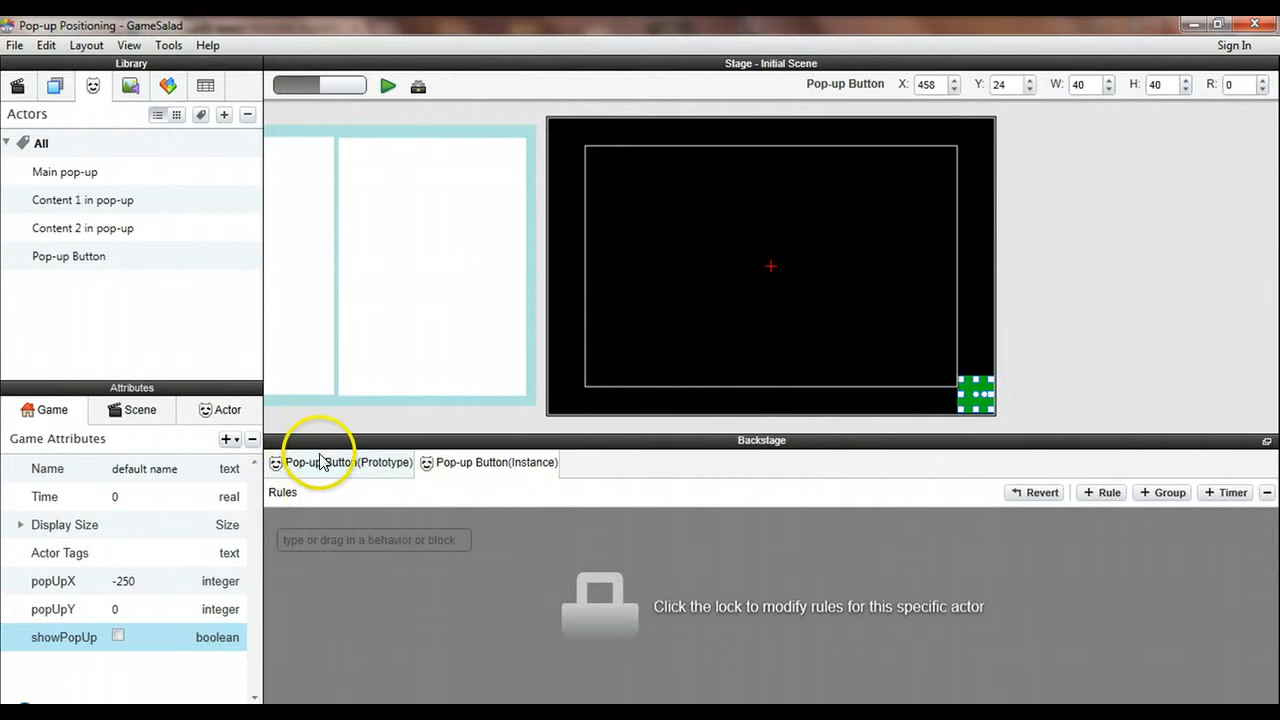 Pop-up Positioning - GameSalad
File Edit Layout View Tools Help Sign In
Library
Stage - Initial Scene
Pop-up Button X: 458 Y: 24 W: 40 H: 40 R: 0
Actors
All
Main pop-up
Content 1 in pop-up
Content 2 in pop-up
Pop-up Button
Attributes
Game Scene Actor
Game Attributes
Name default name text
Time 0 real
Display Size Size
Actor Tags text
popUpX -250 integer
popUpY 0 integer
showPopUp boolean
Backstage
Pop-up Button(Prototype) Pop-up Button(Instance)
Rules Revert + Rule + Group + Timer
type or drag in a behavior or block
Click the lock to modify rules for this specific actor